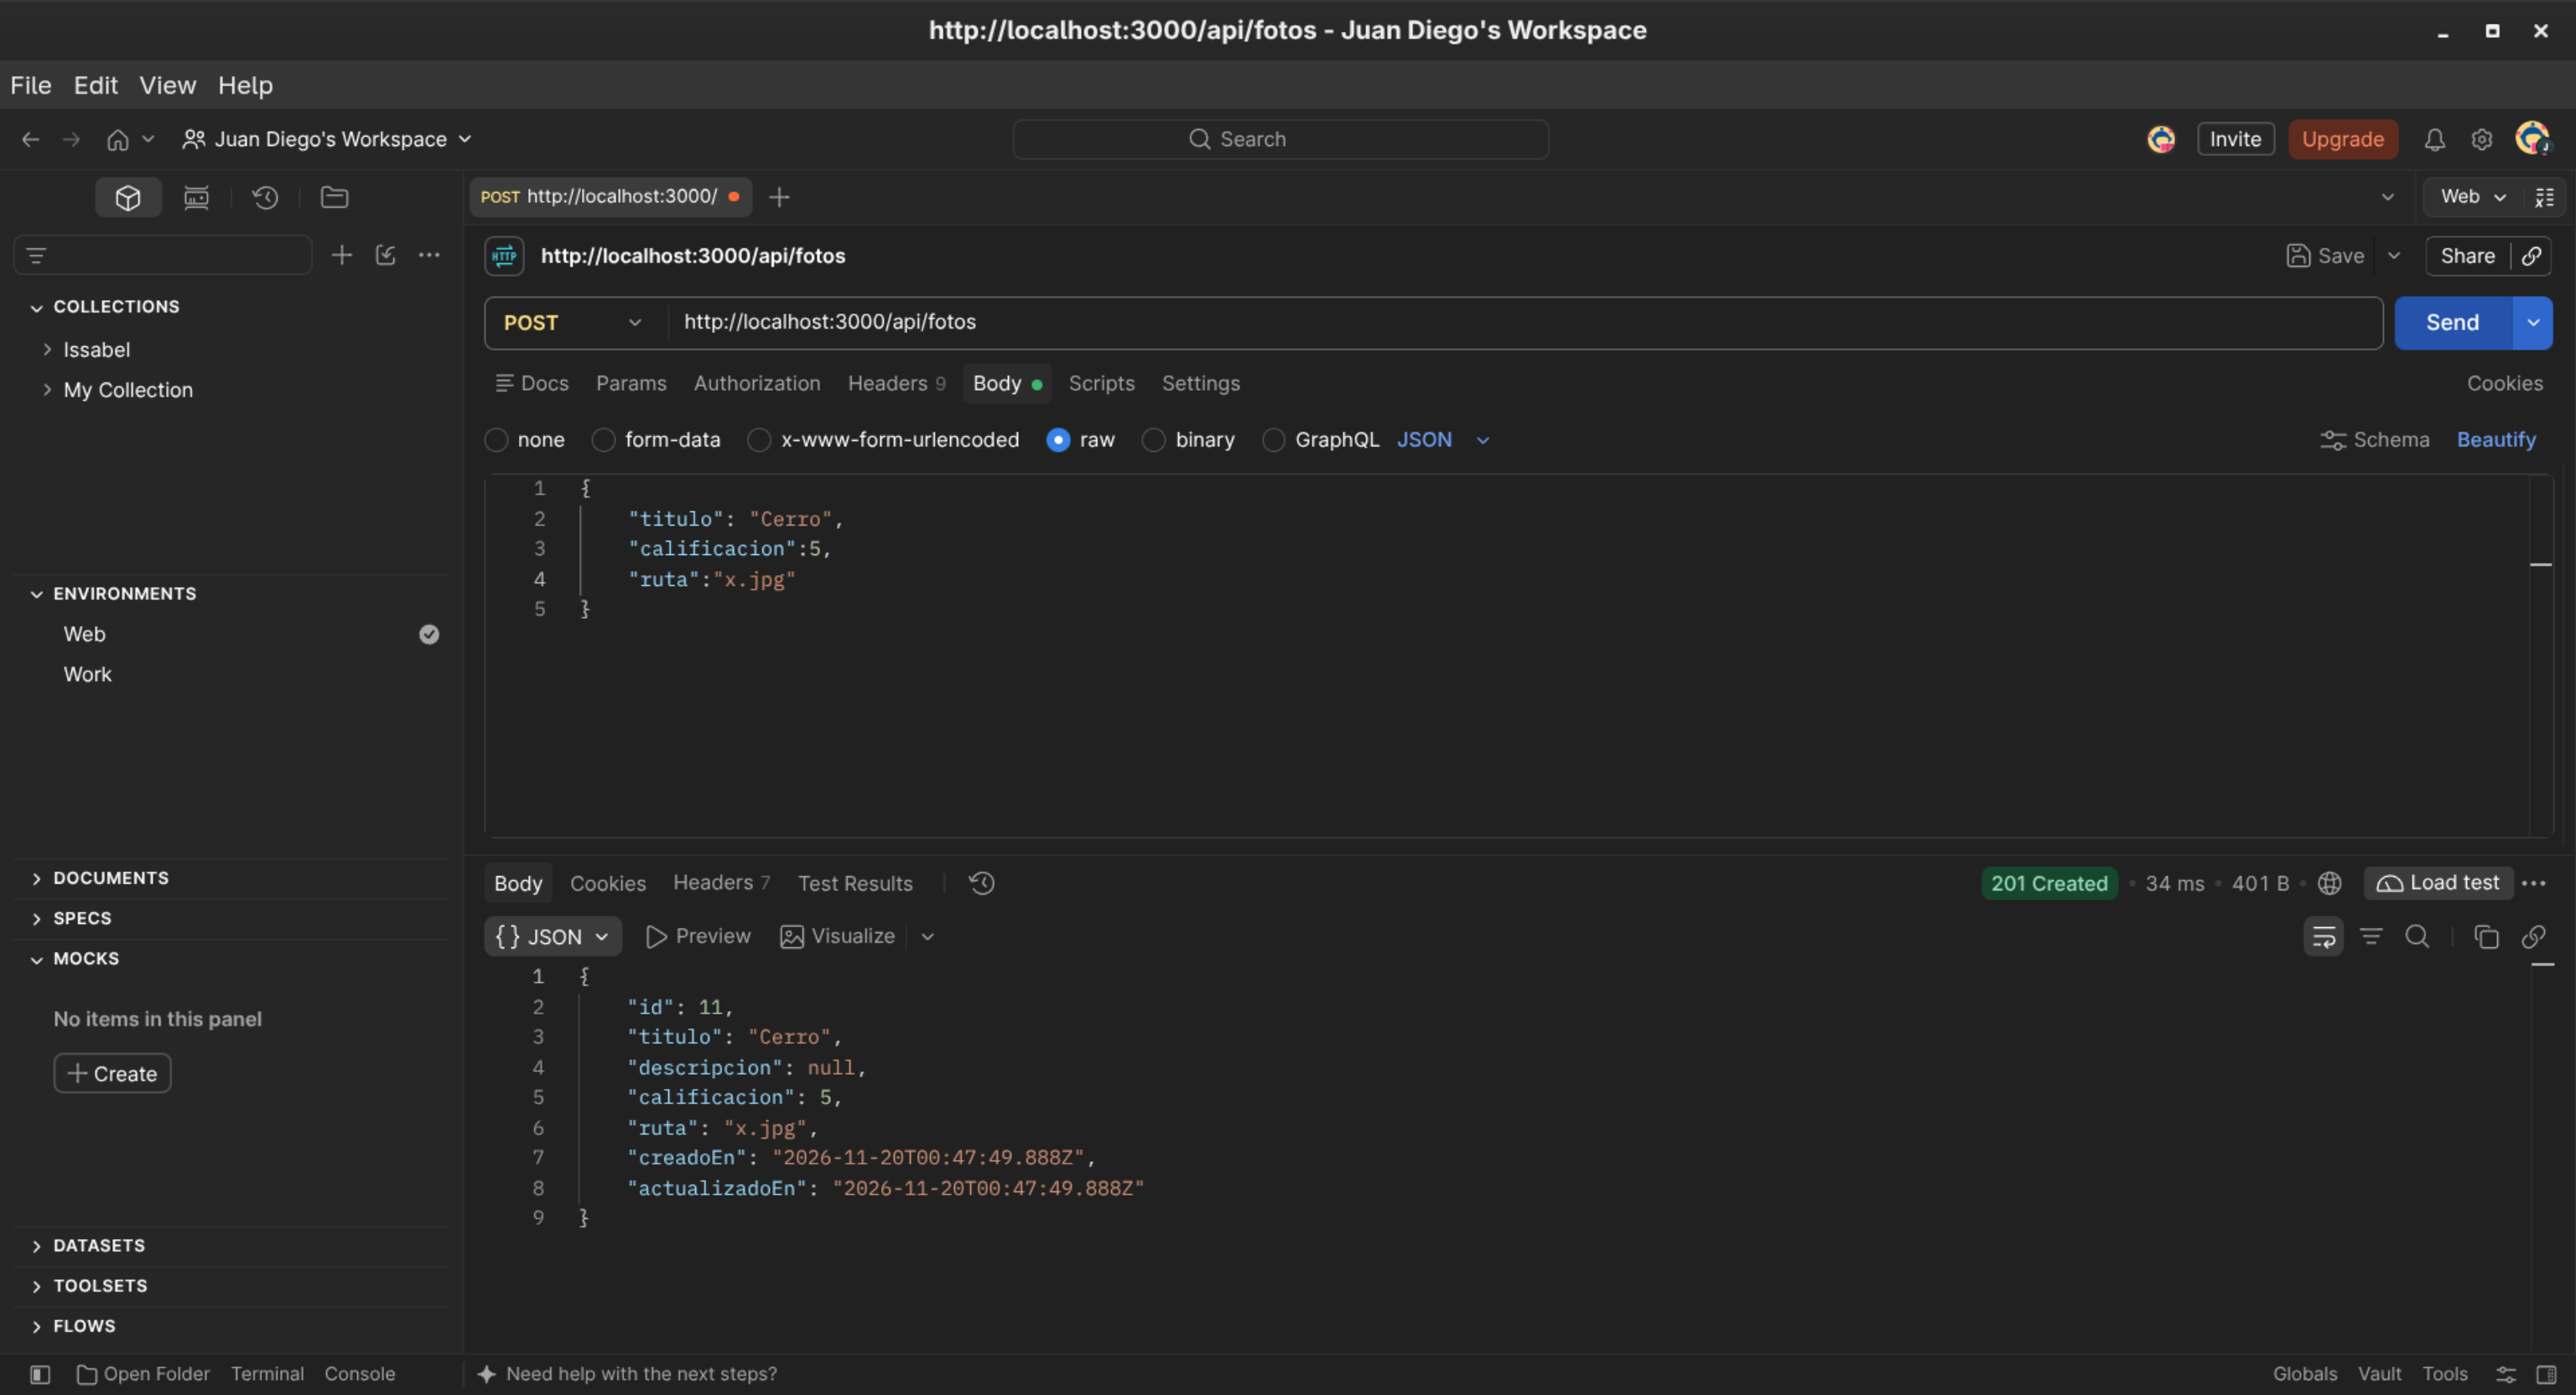 http://localhost:3000/api/fotos - Juan Diego's Workspace
File Edit View Help
Juan Diego's Workspace
Search
Invite
Upgrade
POST http://localhost:3000/
Web
HTTP http://localhost:3000/api/fotos
Save
Share
COLLECTIONS
Issabel
My Collection
POST http://localhost:3000/api/fotos
Send
Docs Params Authorization Headers 9 Body Scripts Settings
Cookies
none form-data x-www-form-urlencoded raw binary GraphQL JSON
Schema Beautify
1 {
2 "titulo": "Cerro",
3 "calificacion":5,
4 "ruta":"x.jpg"
5 }
ENVIRONMENTS
Web
Work
DOCUMENTS
SPECS
MOCKS
No items in this panel
Create
DATASETS
TOOLSETS
FLOWS
Body Cookies Headers 7 Test Results
201 Created • 34 ms • 401 B •
Load test
{} JSON Preview Visualize
1 {
2 "id": 11,
3 "titulo": "Cerro",
4 "descripcion": null,
5 "calificacion": 5,
6 "ruta": "x.jpg",
7 "creadoEn": "2026-11-20T00:47:49.888Z",
8 "actualizadoEn": "2026-11-20T00:47:49.888Z"
9 }
Open Folder Terminal Console
Need help with the next steps?
Globals Vault Tools